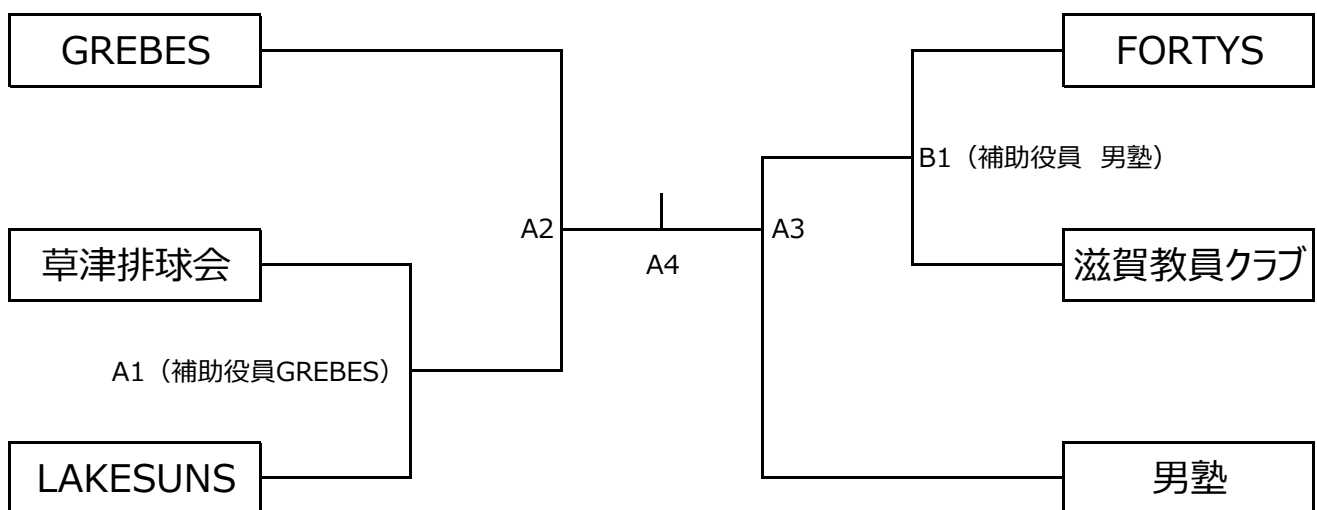 GREBES
FORTYS
B1（補助役員 男塾）
A2
A3
草津排球会
A4
滋賀教員クラブ
A1（補助役員GREBES）
LAKESUNS
男塾